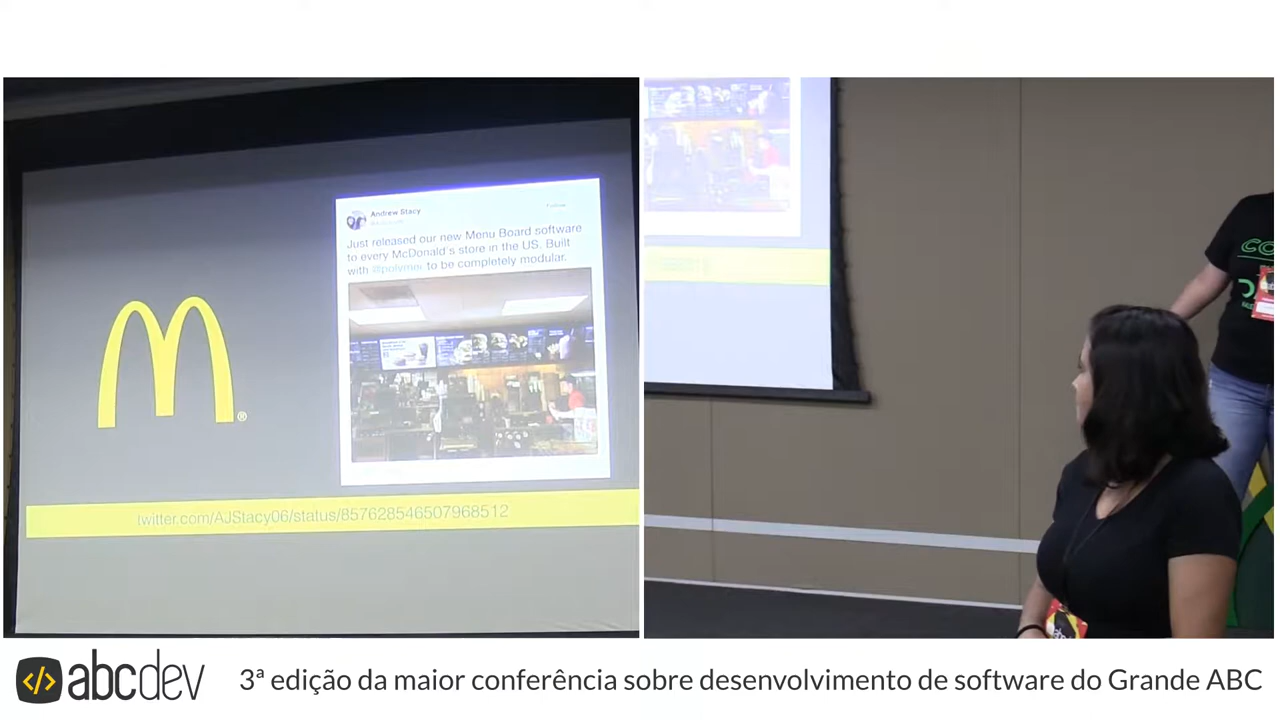 Andrew Stacy
Follow
Just released our new Menu Board software
to every McDonald's store in the US. Built
with @polymer to be completely modular.
®
twitter.com/AJStacy06/status/857628546507968512
</> abcdev
3ª edição da maior conferência sobre desenvolvimento de software do Grande ABC